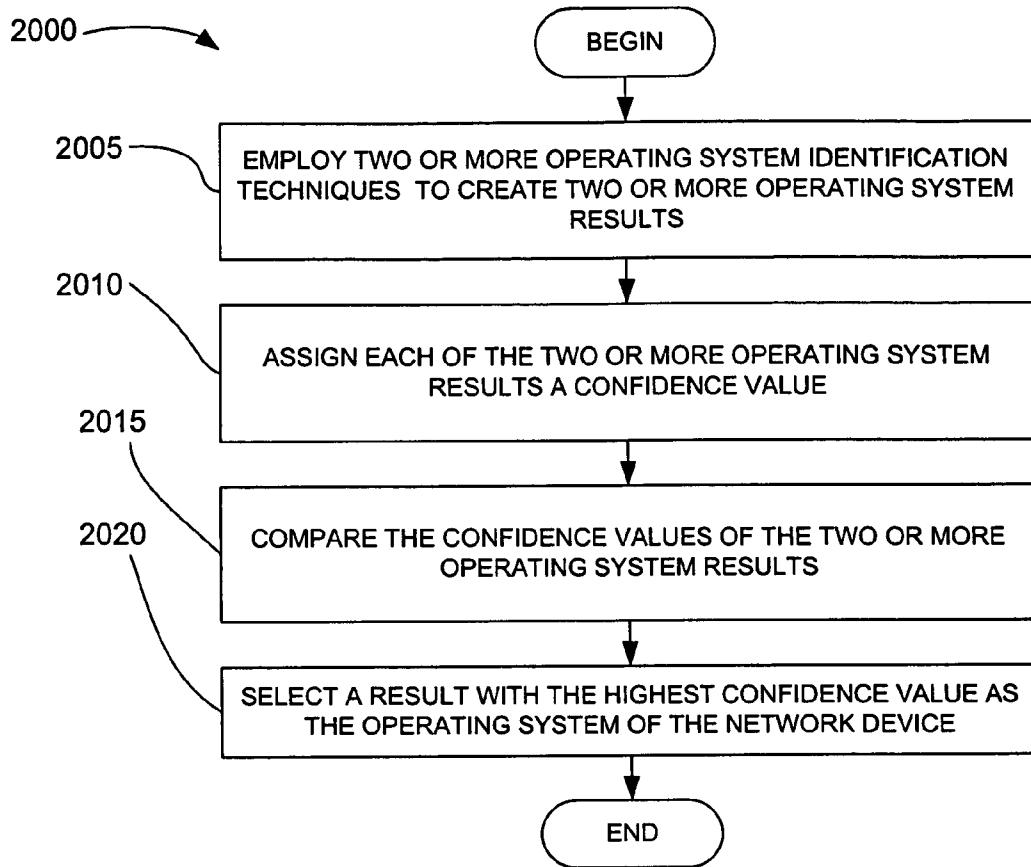 2000
BEGIN
2005
EMPLOY TWO OR MORE OPERATING SYSTEM IDENTIFICATION
TECHNIQUES TO CREATE TWO OR MORE OPERATING SYSTEM
RESULTS
2010
ASSIGN EACH OF THE TWO OR MORE OPERATING SYSTEM
RESULTS A CONFIDENCE VALUE
2015
COMPARE THE CONFIDENCE VALUES OF THE TWO OR MORE
OPERATING SYSTEM RESULTS
2020
SELECT A RESULT WITH THE HIGHEST CONFIDENCE VALUE AS
THE OPERATING SYSTEM OF THE NETWORK DEVICE
END